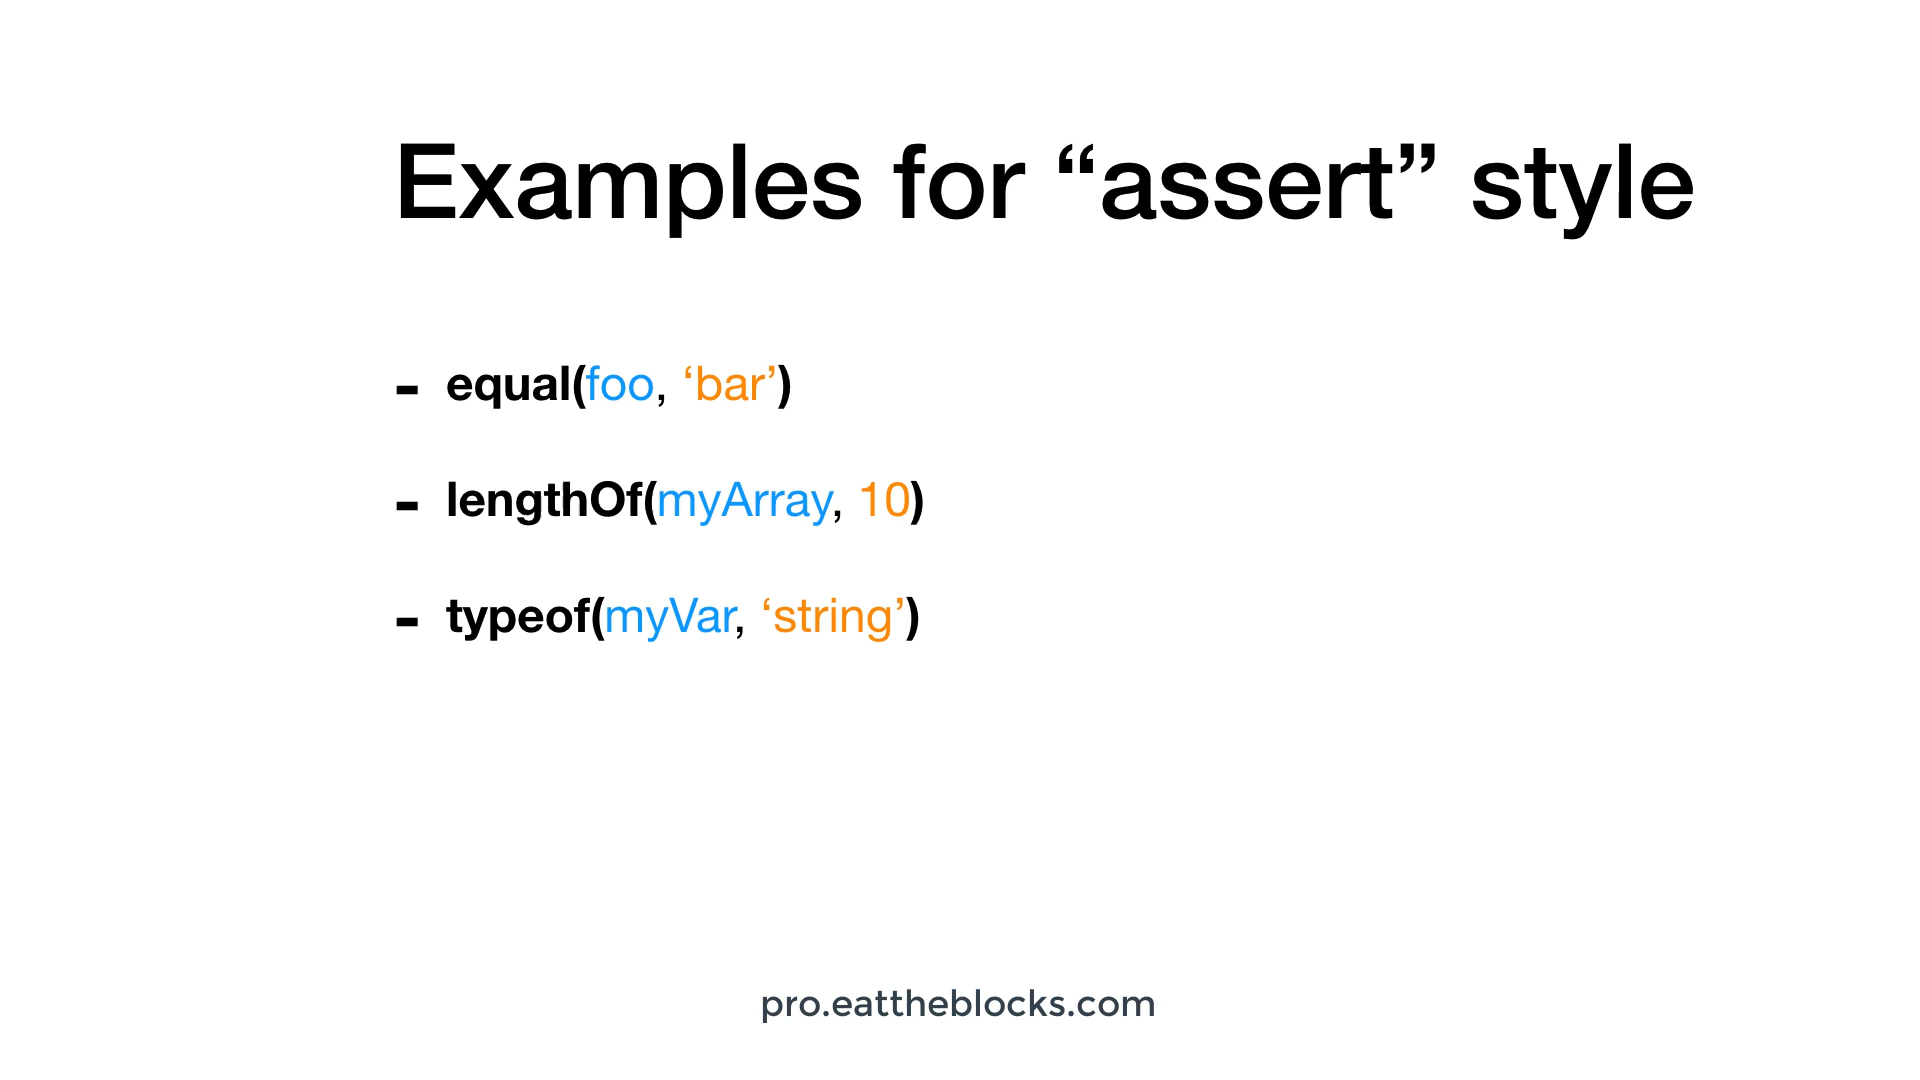 Examples for “assert” style
- equal(foo, ‘bar’)
- lengthOf(myArray, 10)
- typeof(myVar, ‘string’)
pro.eattheblocks.com